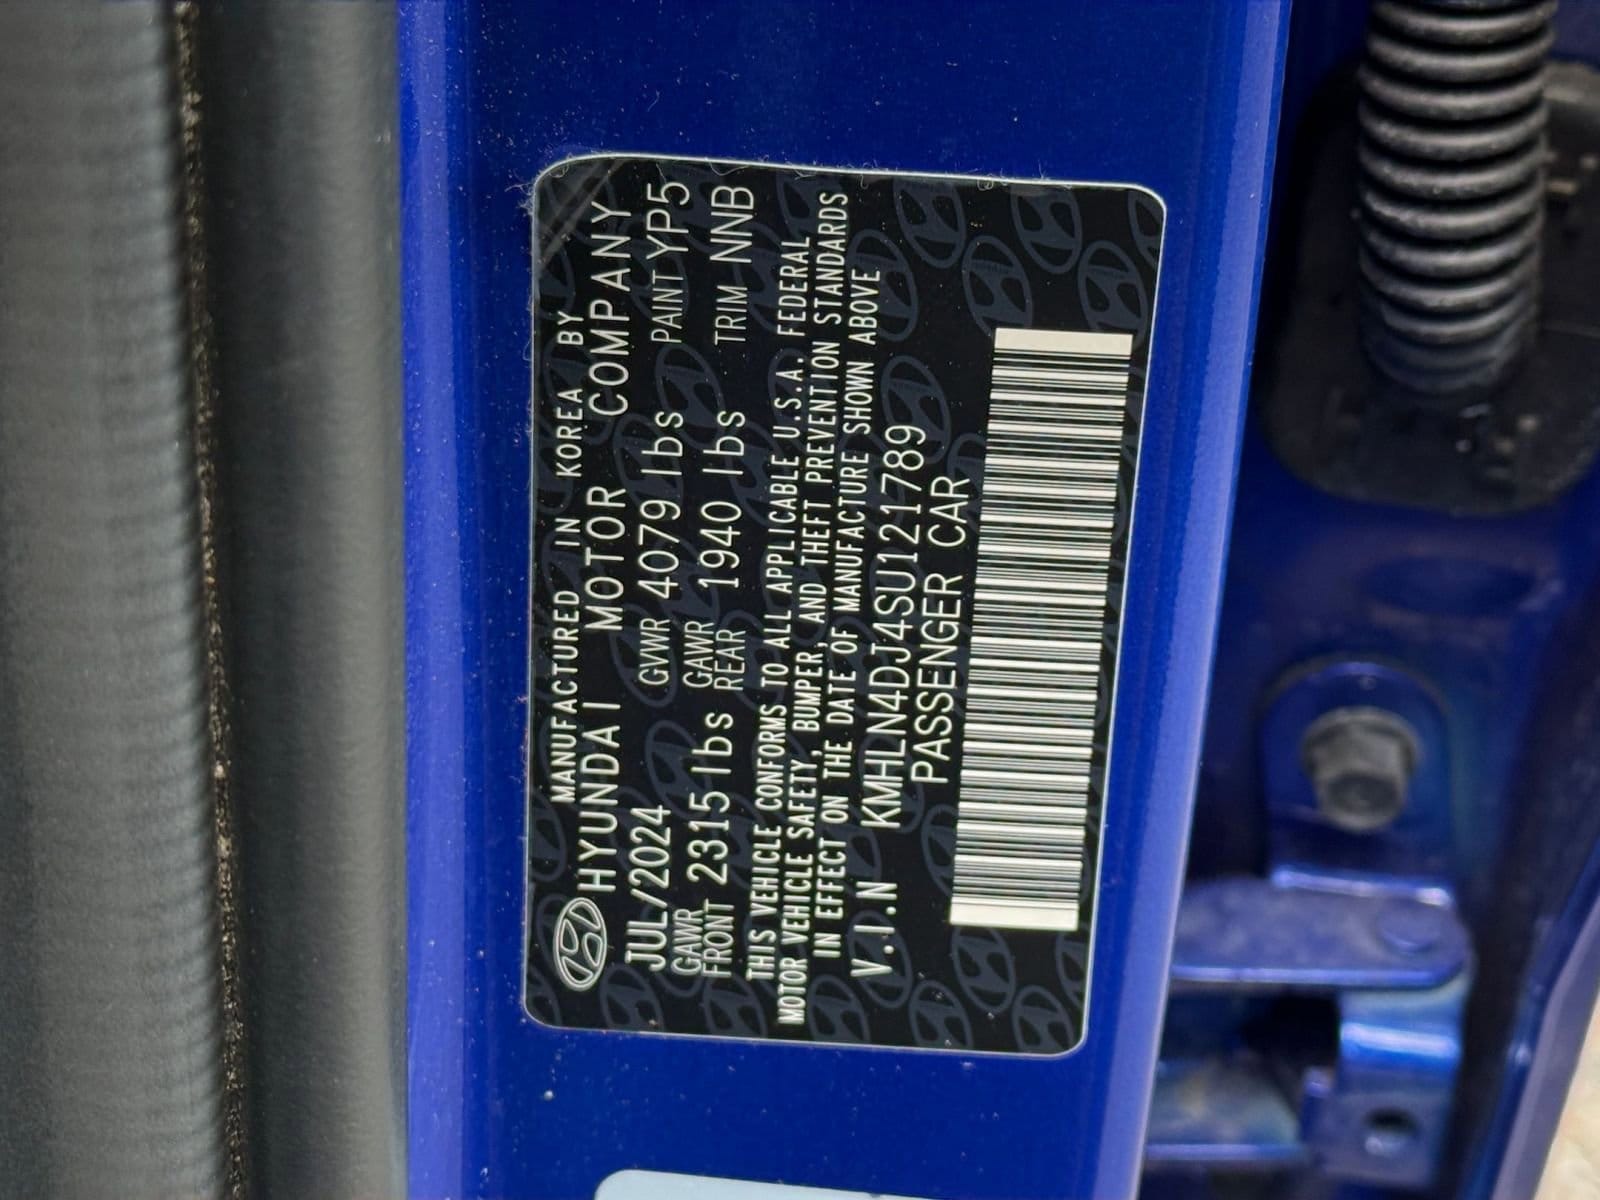 MANUFACTURED IN KOREA BY
HYUNDAI MOTOR COMPANY
JUL/2024 GVWR 4079 lbs PAINT YP5
GAWR FRONT 2315 lbs GAWR REAR 1940 lbs TRIM NNB
THIS VEHICLE CONFORMS TO ALL APPLICABLE U.S.A. FEDERAL
MOTOR VEHICLE SAFETY, BUMPER, AND THEFT PREVENTION STANDARDS
IN EFFECT ON THE DATE OF MANUFACTURE SHOWN ABOVE
V.I.N KMHLN4DJ4SU121789
PASSENGER CAR